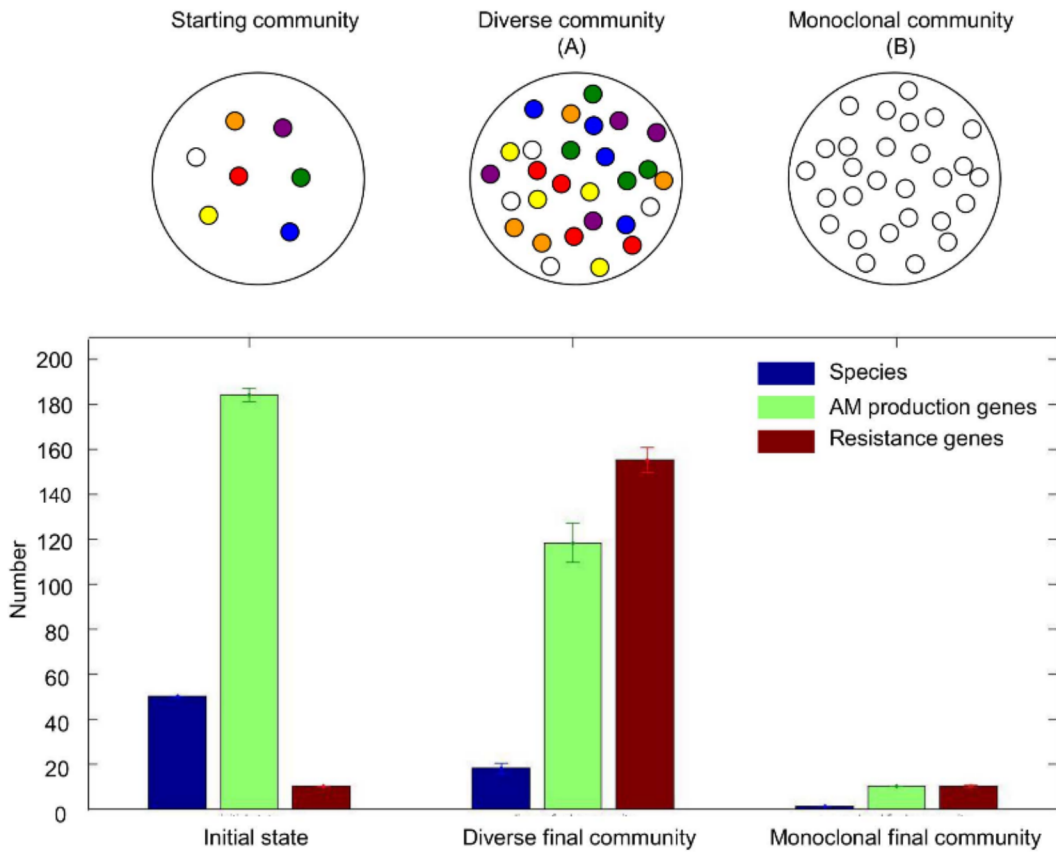 Starting community
Diverse community
(A)
Monoclonal community
(B)
200
180
160
140
120
100
80
60
40
20
0
Number
Species
AM production genes
Resistance genes
Initial state
Diverse final community
Monoclonal final community